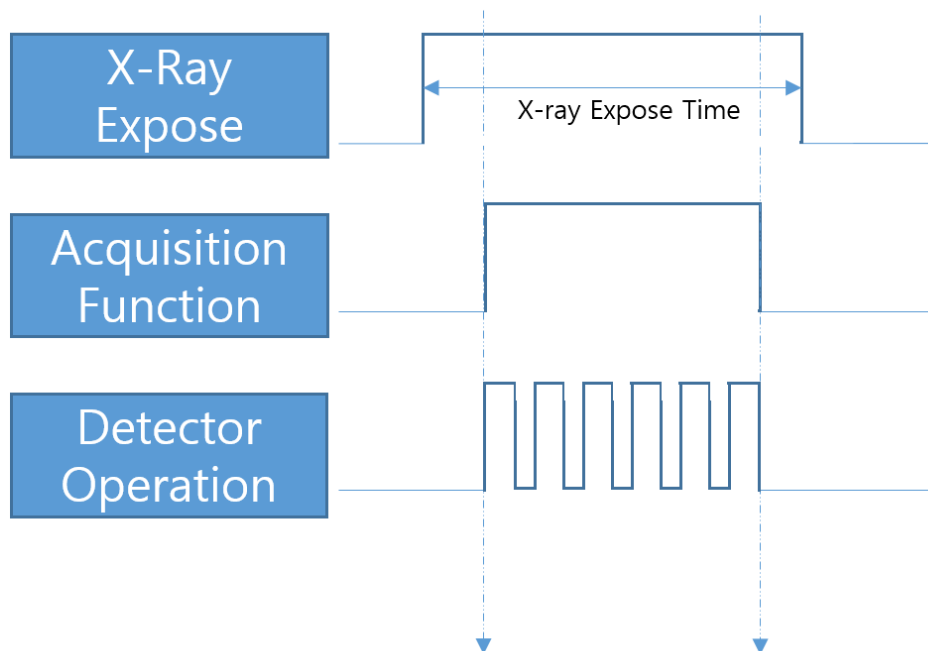 X-Ray
Expose
X-ray Expose Time
Acquisition
Function
Detector
Operation